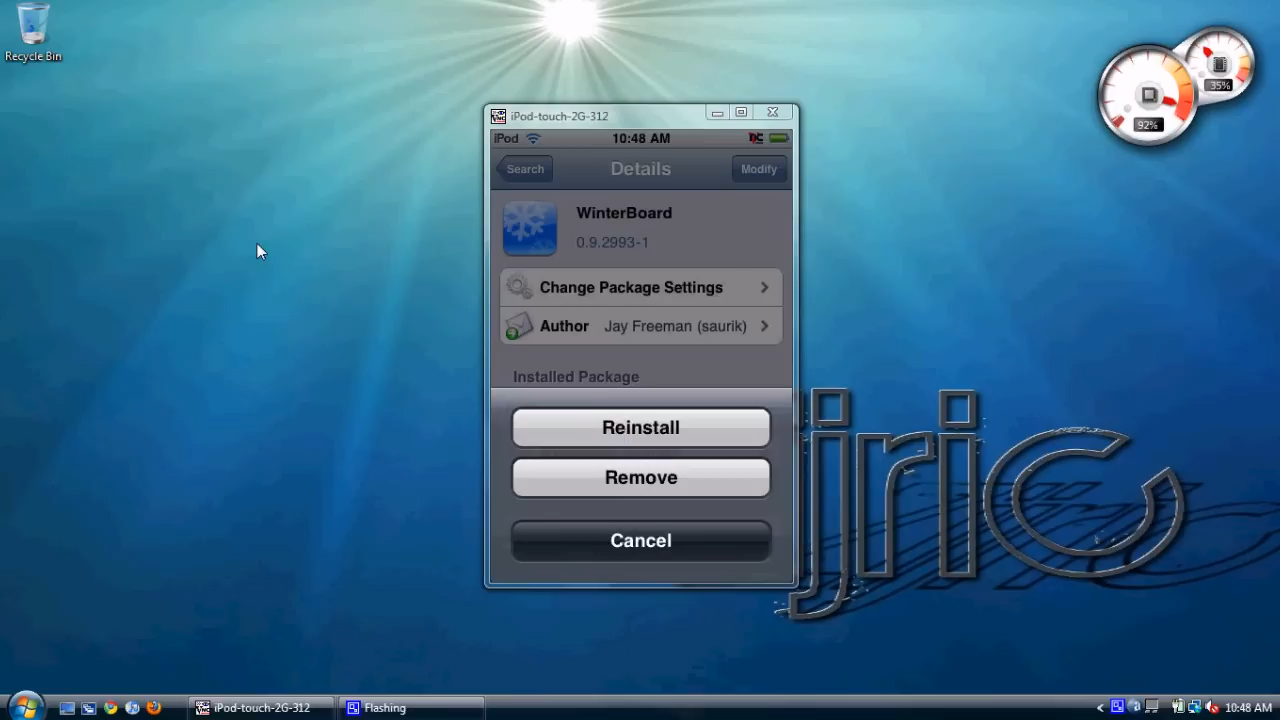 Recycle Bin
35%
92%
iPod-touch-2G-312
iPod 10:48 AM
Search Details Modify
WinterBoard
0.9.2993-1
Change Package Settings
Author Jay Freeman (saurik)
Installed Package
Reinstall
Remove
Cancel
jric
iPod-touch-2G-312 Flashing 10:48 AM